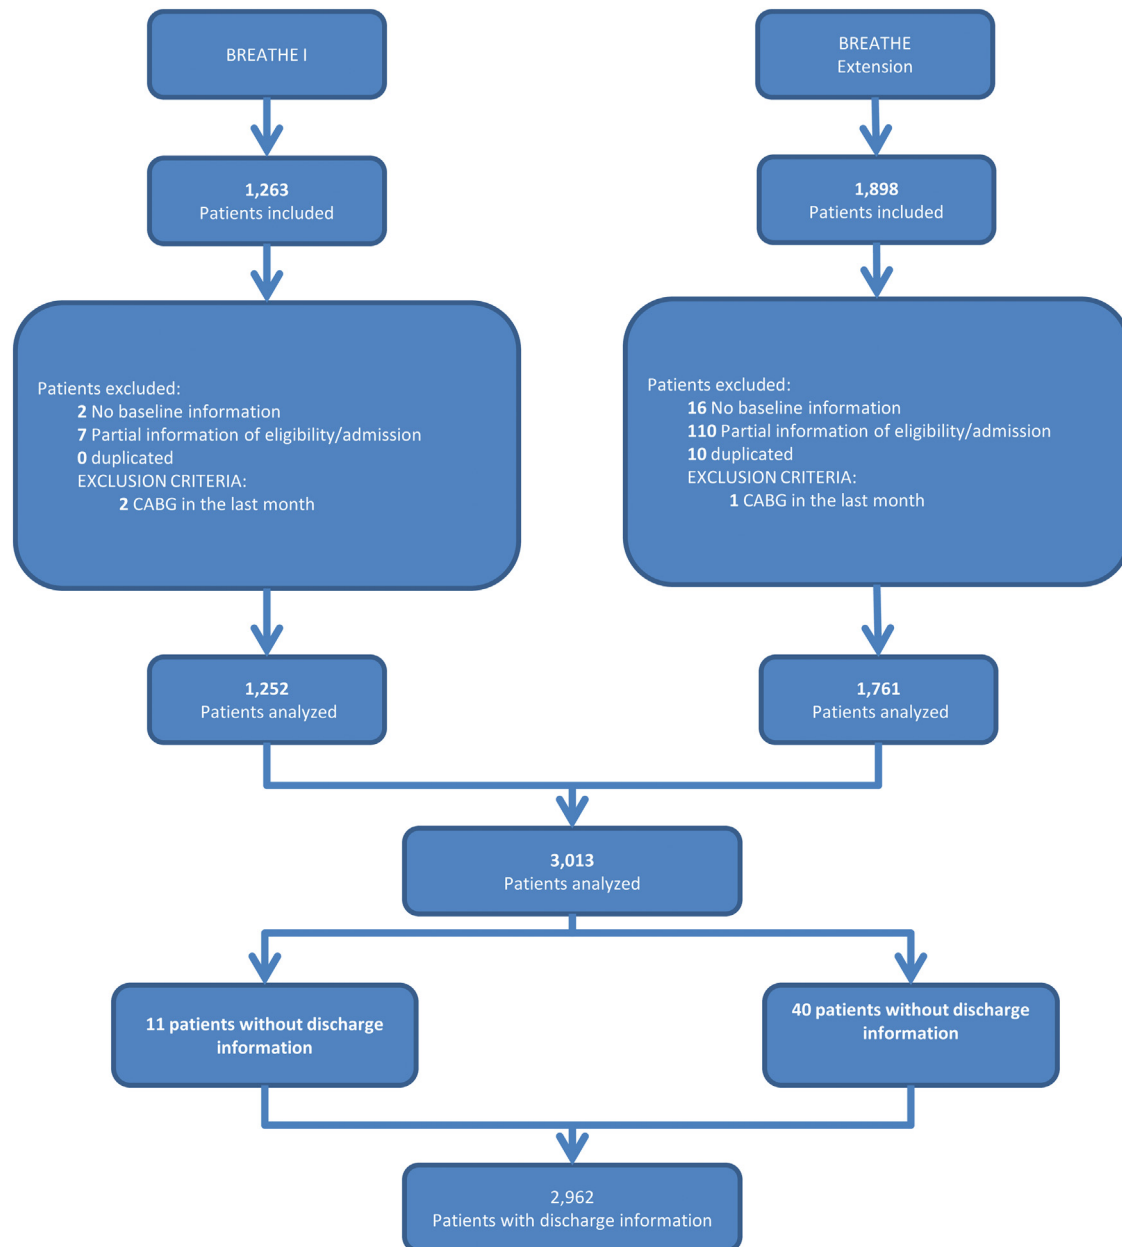 BREATHE I
BREATHE
Extension
1,263
Patients included
1,898
Patients included
Patients excluded:
2 No baseline information
7 Partial information of eligibility/admission
0 duplicated
EXCLUSION CRITERIA:
2 CABG in the last month
Patients excluded:
16 No baseline information
110 Partial information of eligibility/admission
10 duplicated
EXCLUSION CRITERIA:
1 CABG in the last month
1,252
Patients analyzed
1,761
Patients analyzed
3,013
Patients analyzed
11 patients without discharge
information
40 patients without discharge
information
2,962
Patients with discharge information